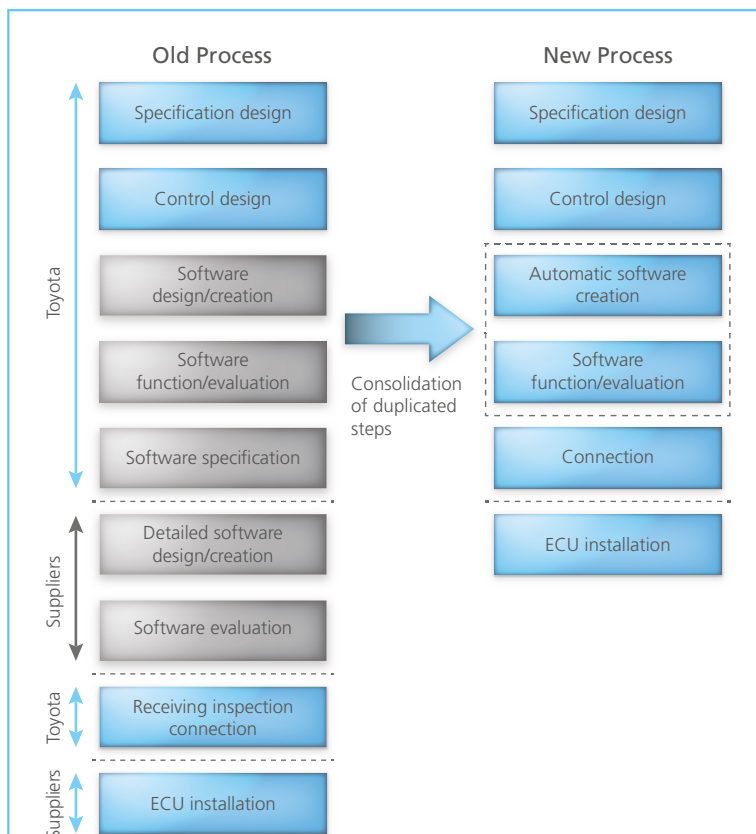 Old Process
New Process
Toyota
Specification design
Control design
Software
design/creation
Software
function/evaluation
Software specification
Suppliers
Detailed software
design/creation
Software evaluation
Toyota
Receiving inspection
connection
Suppliers
ECU installation
Consolidation
of duplicated
steps
Specification design
Control design
Automatic software
creation
Software
function/evaluation
Connection
ECU installation